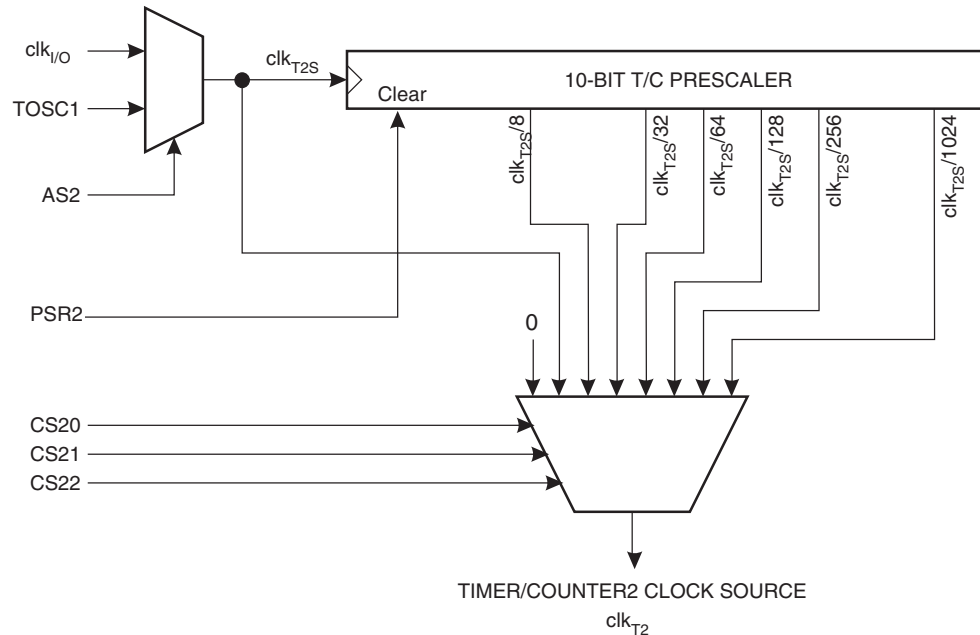 clkI/O
clkT2S
10-BIT T/C PRESCALER
TOSC1
Clear
clkT2S/8
clkT2S/32
clkT2S/64
clkT2S/128
clkT2S/256
clkT2S/1024
AS2
PSR2
0
CS20
CS21
CS22
TIMER/COUNTER2 CLOCK SOURCE
clkT2